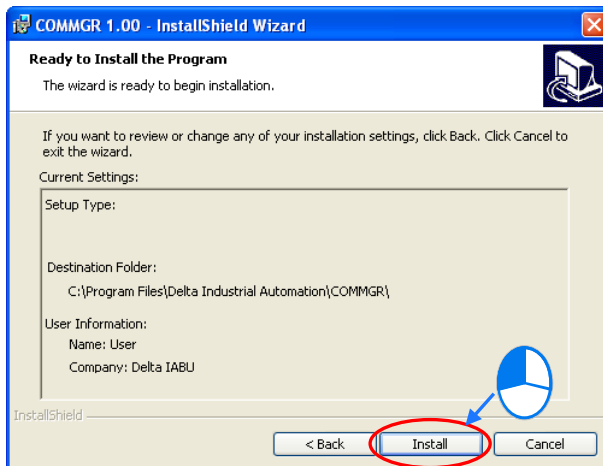 COMMGR 1.00 - InstallShield Wizard
Ready to Install the Program
The wizard is ready to begin installation.
If you want to review or change any of your installation settings, click Back. Click Cancel to
exit the wizard.
Current Settings:
Setup Type:
Destination Folder:
C:\Program Files\Delta Industrial Automation\COMMGR\
User Information:
Name: User
Company: Delta IABU
InstallShield
< Back Install Cancel